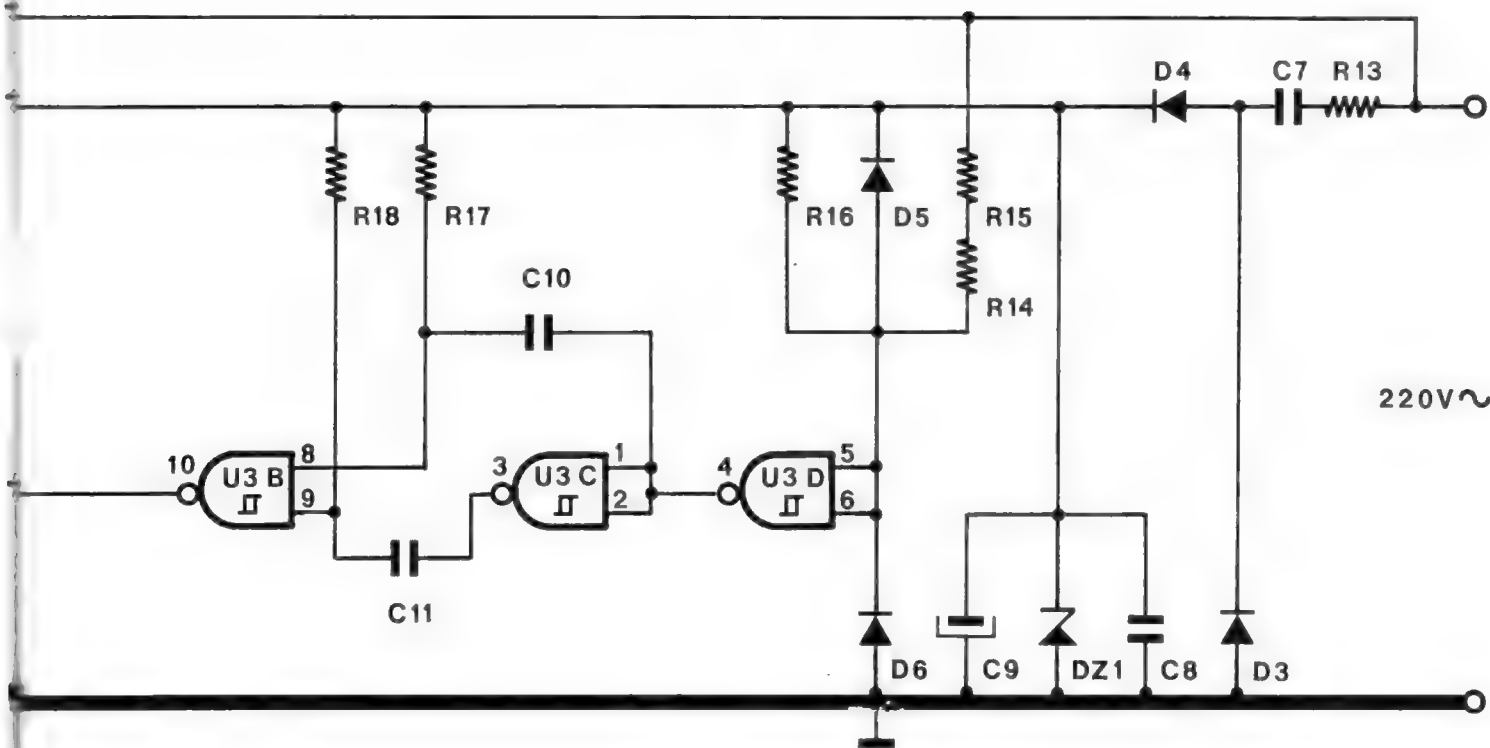 D4 C7 R13
R18 R17 R16 D5 R15
C10 R14
220V~
10 U3 B 8 9
3 U3 C 1 2
4 U3 D 5 6
C11
D6 C9 DZ1 C8 D3